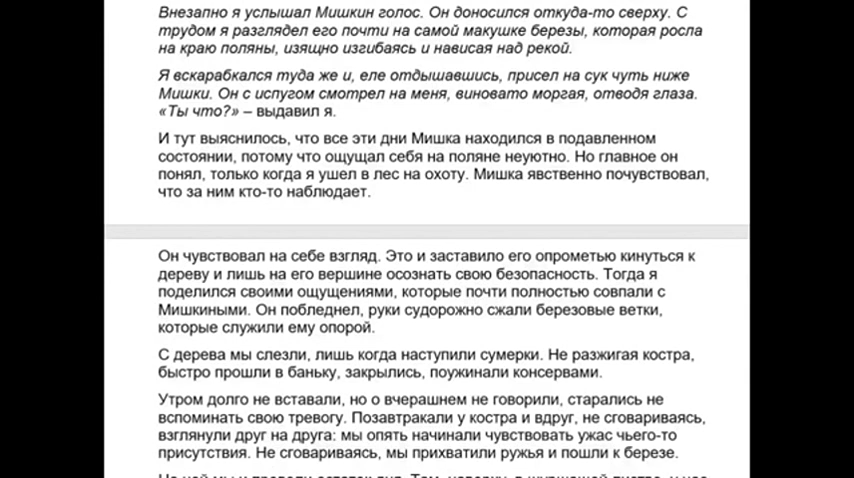 Внезапно я услышал Мишкин голос. Он доносился откуда-то сверху. С
трудом я разглядел его почти на самой макушке березы, которая росла
на краю поляны, изящно изгибаясь и нависая над рекой.
Я вскарабкался туда же и, еле отдышавшись, присел на сук чуть ниже
Мишки. Он с испугом смотрел на меня, виновато моргая, отводя глаза.
«Ты что?» – выдавил я.
И тут выяснилось, что все эти дни Мишка находился в подавленном
состоянии, потому что ощущал себя на поляне неуютно. Но главное он
понял, только когда я ушел в лес на охоту. Мишка явственно почувствовал,
что за ним кто-то наблюдает.
Он чувствовал на себе взгляд. Это и заставило его опрометью кинуться к
дереву и лишь на его вершине осознать свою безопасность. Тогда я
поделился своими ощущениями, которые почти полностью совпали с
Мишкиными. Он побледнел, руки судорожно сжали березовые ветки,
которые служили ему опорой.
С дерева мы слезли, лишь когда наступили сумерки. Не разжигая костра,
быстро прошли в баньку, закрылись, поужинали консервами.
Утром долго не вставали, но о вчерашнем не говорили, старались не
вспоминать свою тревогу. Позавтракали у костра и вдруг, не сговариваясь,
взглянули друг на друга: мы опять начинали чувствовать ужас чьего-то
присутствия. Не сговариваясь, мы прихватили ружья и пошли к березе.